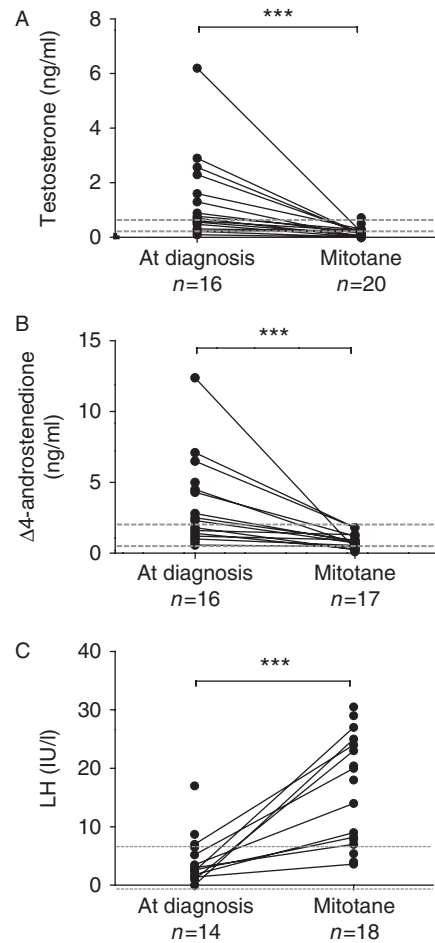 A
***
Testosterone (ng/ml)
8
6
4
2
0
At diagnosis
n=16
Mitotane
n=20
B
***
Δ4-androstenedione
(ng/ml)
15
10
5
0
At diagnosis
n=16
Mitotane
n=17
C
***
LH (IU/l)
40
30
20
10
0
At diagnosis
n=14
Mitotane
n=18